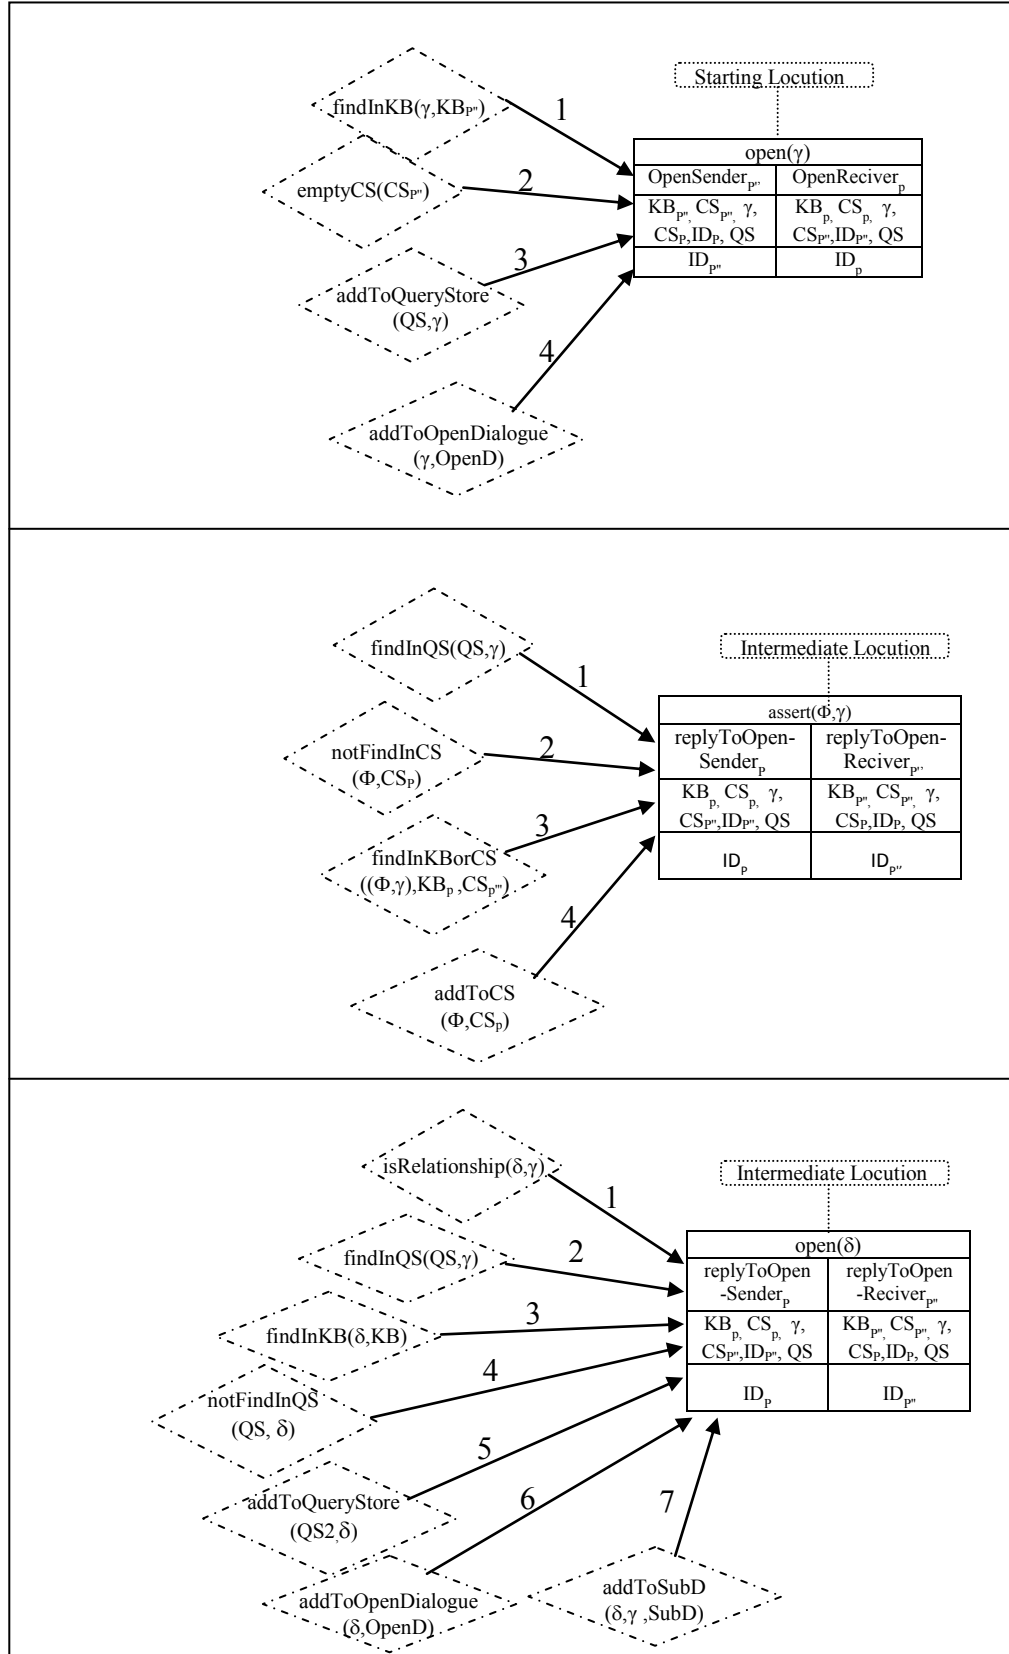 findInKB(γ,KBP'')
1
Starting Locution
open(γ)
OpenSenderP'' OpenReciverp
emptyCS(CSP'')
2
KBP'', CSP'', γ, KBp, CSp, γ,
CSP,IDP, QS CSP'',IDP'', QS
IDP'' IDp
3
addToQueryStore
(QS,γ)
4
addToOpenDialogue
(γ,OpenD)
findInQS(QS,γ)
1
Intermediate Locution
assert(Φ,γ)
replyToOpen- replyToOpen-
SenderP ReciverP''
notFindInCS
(Φ,CSP)
2
KBp, CSp, γ, KBP'', CSP'', γ,
CSP'',IDP'', QS CSP,IDP, QS
3
findInKBorCS
((Φ,γ),KBp ,CSp''')
IDP IDP''
4
addToCS
(Φ,CSp)
isRelationship(δ,γ)
1
Intermediate Locution
open(δ)
replyToOpen replyToOpen
-SenderP -ReciverP''
findInQS(QS,γ)
2
findInKB(δ,KB)
3
KBp, CSp, γ, KBP'', CSP'', γ,
CSP'',IDP'', QS CSP,IDP, QS
IDP IDP''
notFindInQS
(QS, δ)
4
addToQueryStore
(QS2,δ)
5
6
7
addToOpenDialogue
(δ,OpenD)
addToSubD
(δ,γ ,SubD)